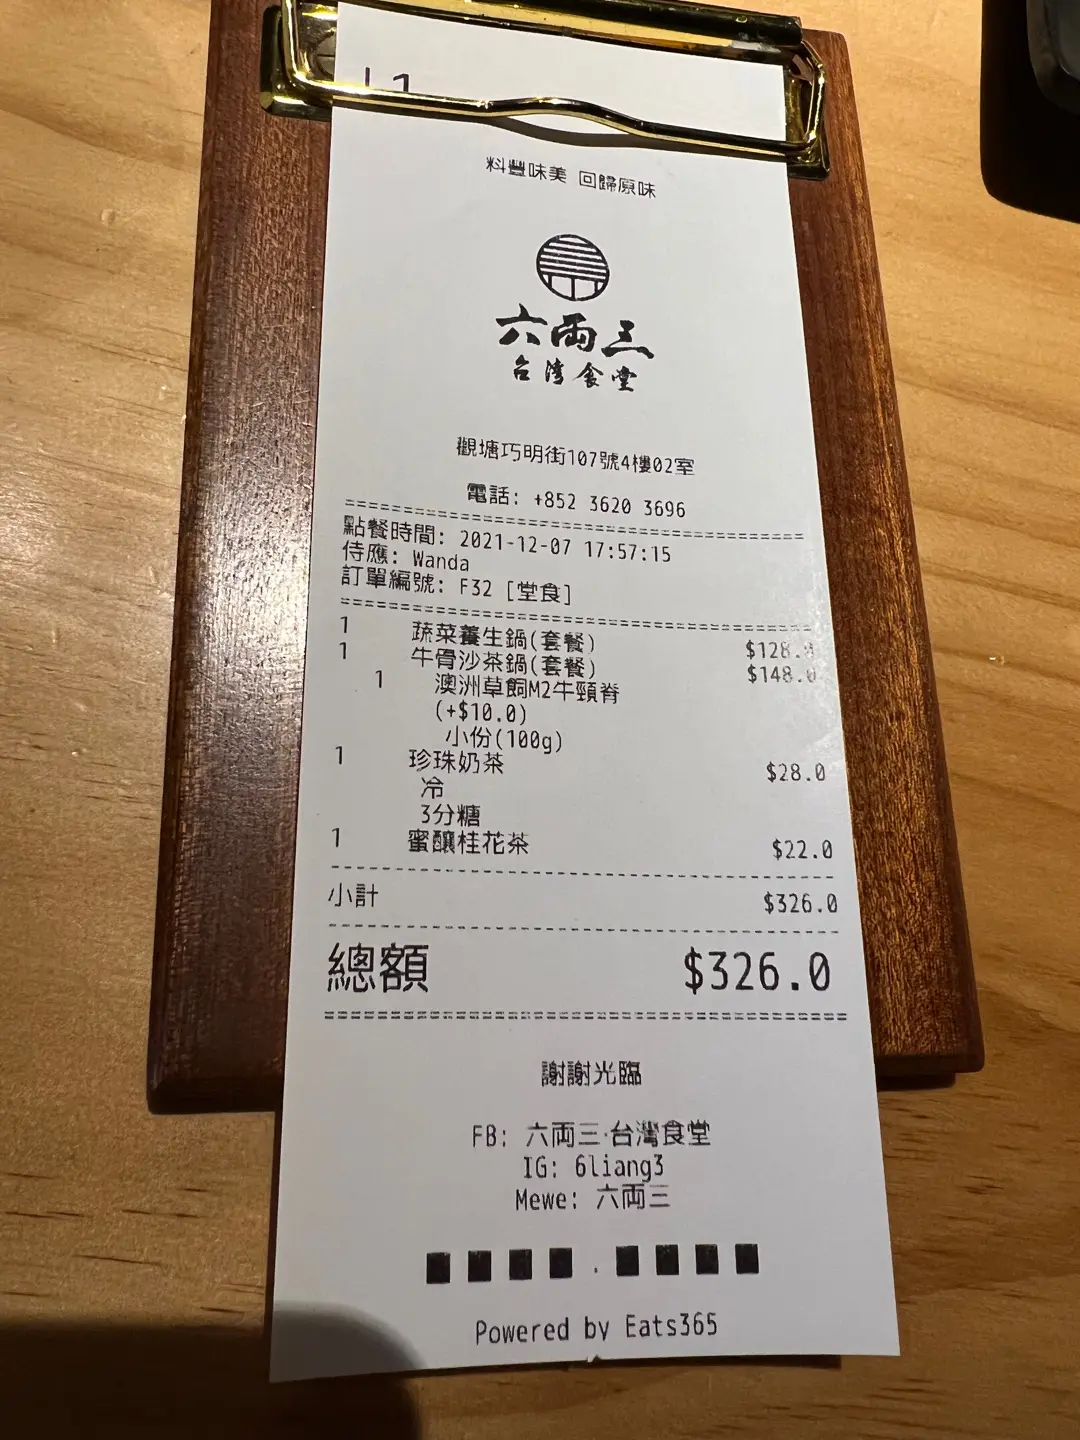 料豐味美 回歸原味
六両三
台湾食堂
觀塘巧明街107號4樓02室
電話: +852 3620 3696
點餐時間: 2021-12-07 17:57:15
侍應: Wanda
訂單編號: F32 [堂食]
1 蔬菜養生鍋(套餐) $128.0
1 牛骨沙茶鍋(套餐) $148.0
1 澳洲草飼M2牛頸脊
(+$10.0)
小份(100g)
1 珍珠奶茶 $28.0
冷
3分糖
1 蜜釀桂花茶 $22.0
小計 $326.0
總額 $326.0
謝謝光臨
FB: 六両三·台灣食堂
IG: 6liang3
Mewe: 六両三
Powered by Eats365